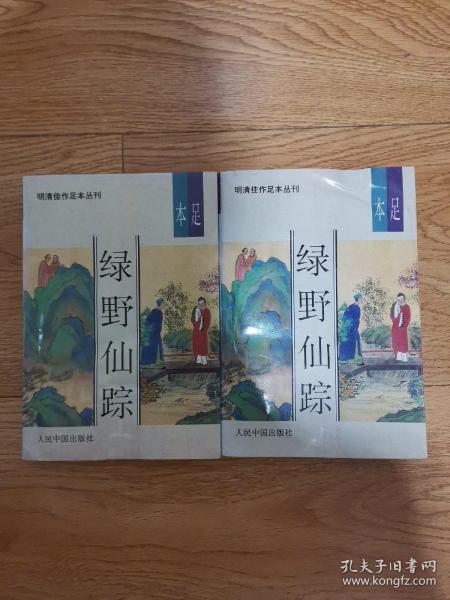 明清佳作足本丛刊
足本
绿野仙踪
人民中国出版社
明清佳作足本丛刊
足本
绿野仙踪
人民中国出版社
孔夫子旧书网
www.kongfz.com